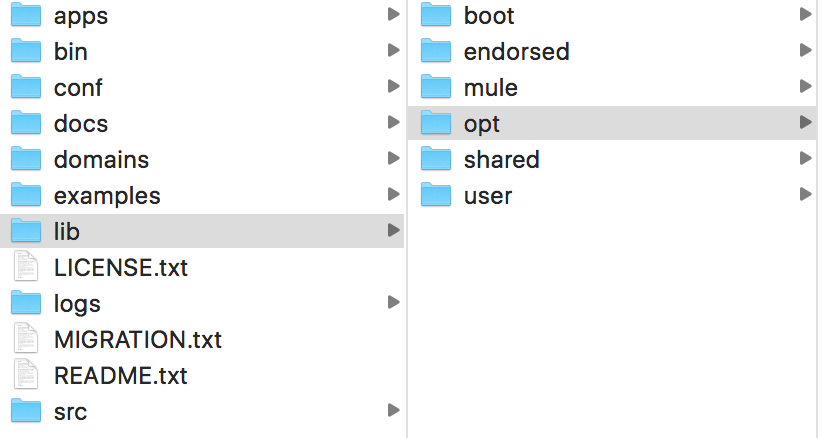 apps
bin
conf
docs
domains
examples
lib
LICENSE.txt
logs
MIGRATION.txt
README.txt
src
boot
endorsed
mule
opt
shared
user